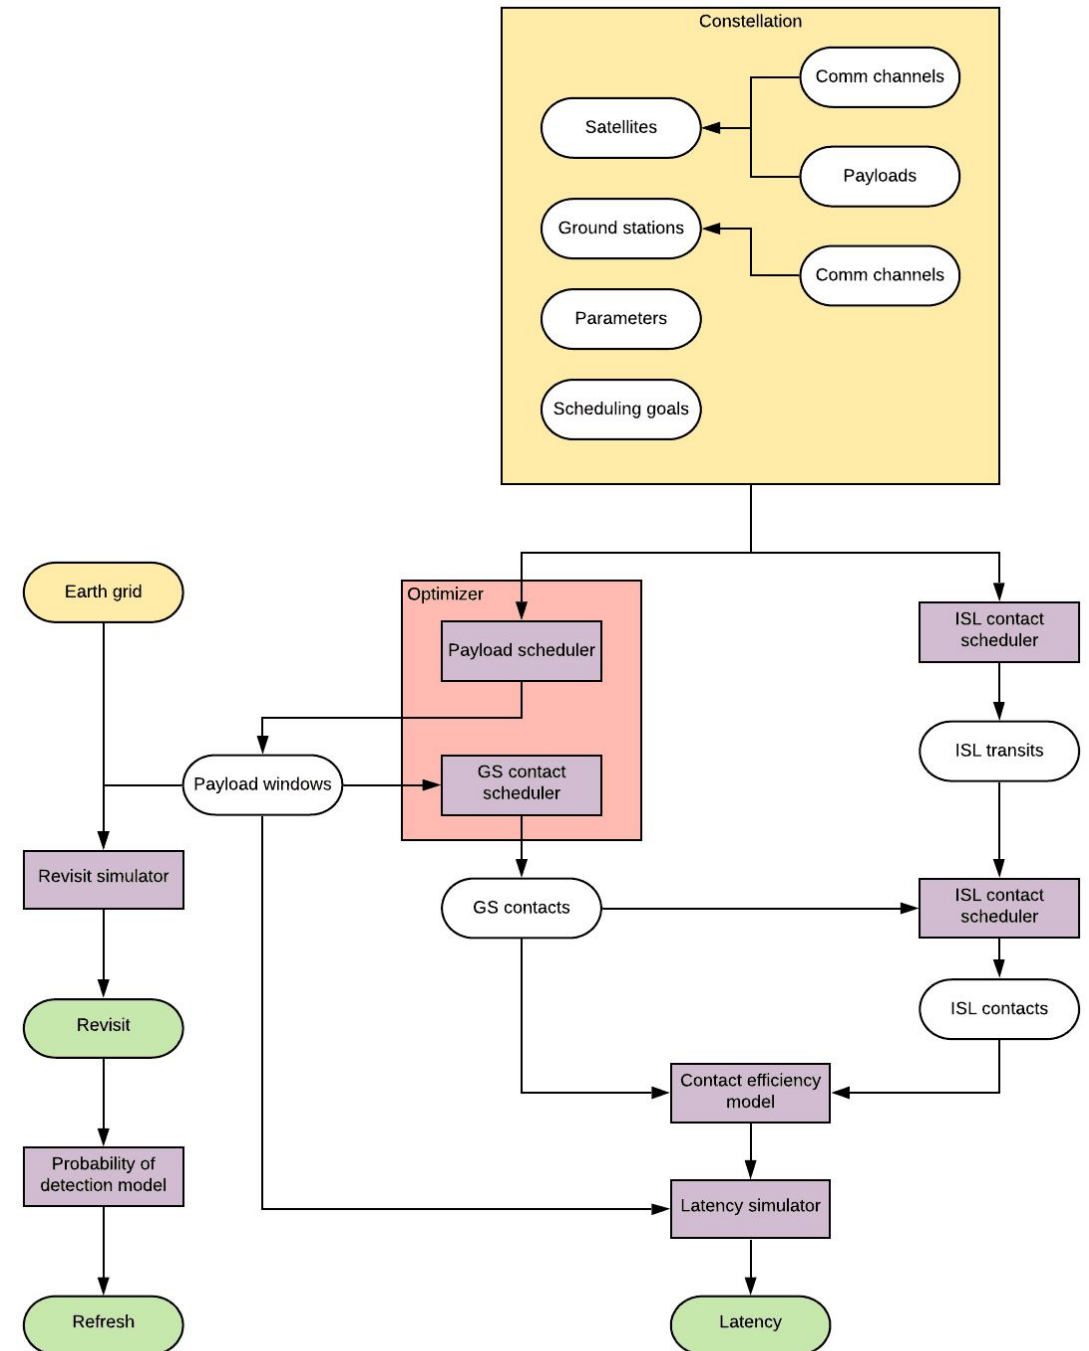 Constellation
Comm channels
Satellites
Payloads
Ground stations
Comm channels
Parameters
Scheduling goals
Earth grid
Optimizer
Payload scheduler
ISL contact
scheduler
ISL transits
Payload windows
GS contact
scheduler
Revisit simulator
GS contacts
ISL contact
scheduler
ISL contacts
Revisit
Contact efficiency
model
Probability of
detection model
Latency simulator
Refresh
Latency